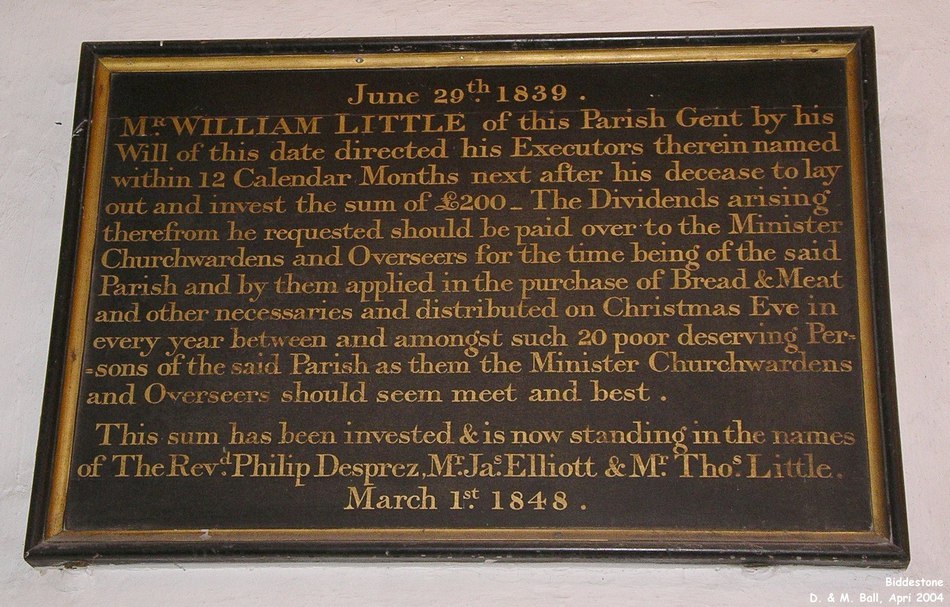 June 29th. 1839 .
Mr. WILLIAM LITTLE of this Parish Gent by his
Will of this date directed his Executors therein named
within 12 Calendar Months next after his decease to lay
out and invest the sum of £200 – The Dividends arising
therefrom he requested should be paid over to the Minister
Churchwardens and Overseers for the time being of the said
Parish and by them applied in the purchase of Bread & Meat
and other necessaries and distributed on Christmas Eve in
every year between and amongst such 20 poor deserving Per=
=sons of the said Parish as them the Minister Churchwardens
and Overseers should seem meet and best .
This sum has been invested & is now standing in the names
of The Revd. Philip Desprez, Mr. Jas. Elliott & Mr. Thos. Little .
March 1st. 1848 .
Biddestone
D. & M. Ball, Apri 2004